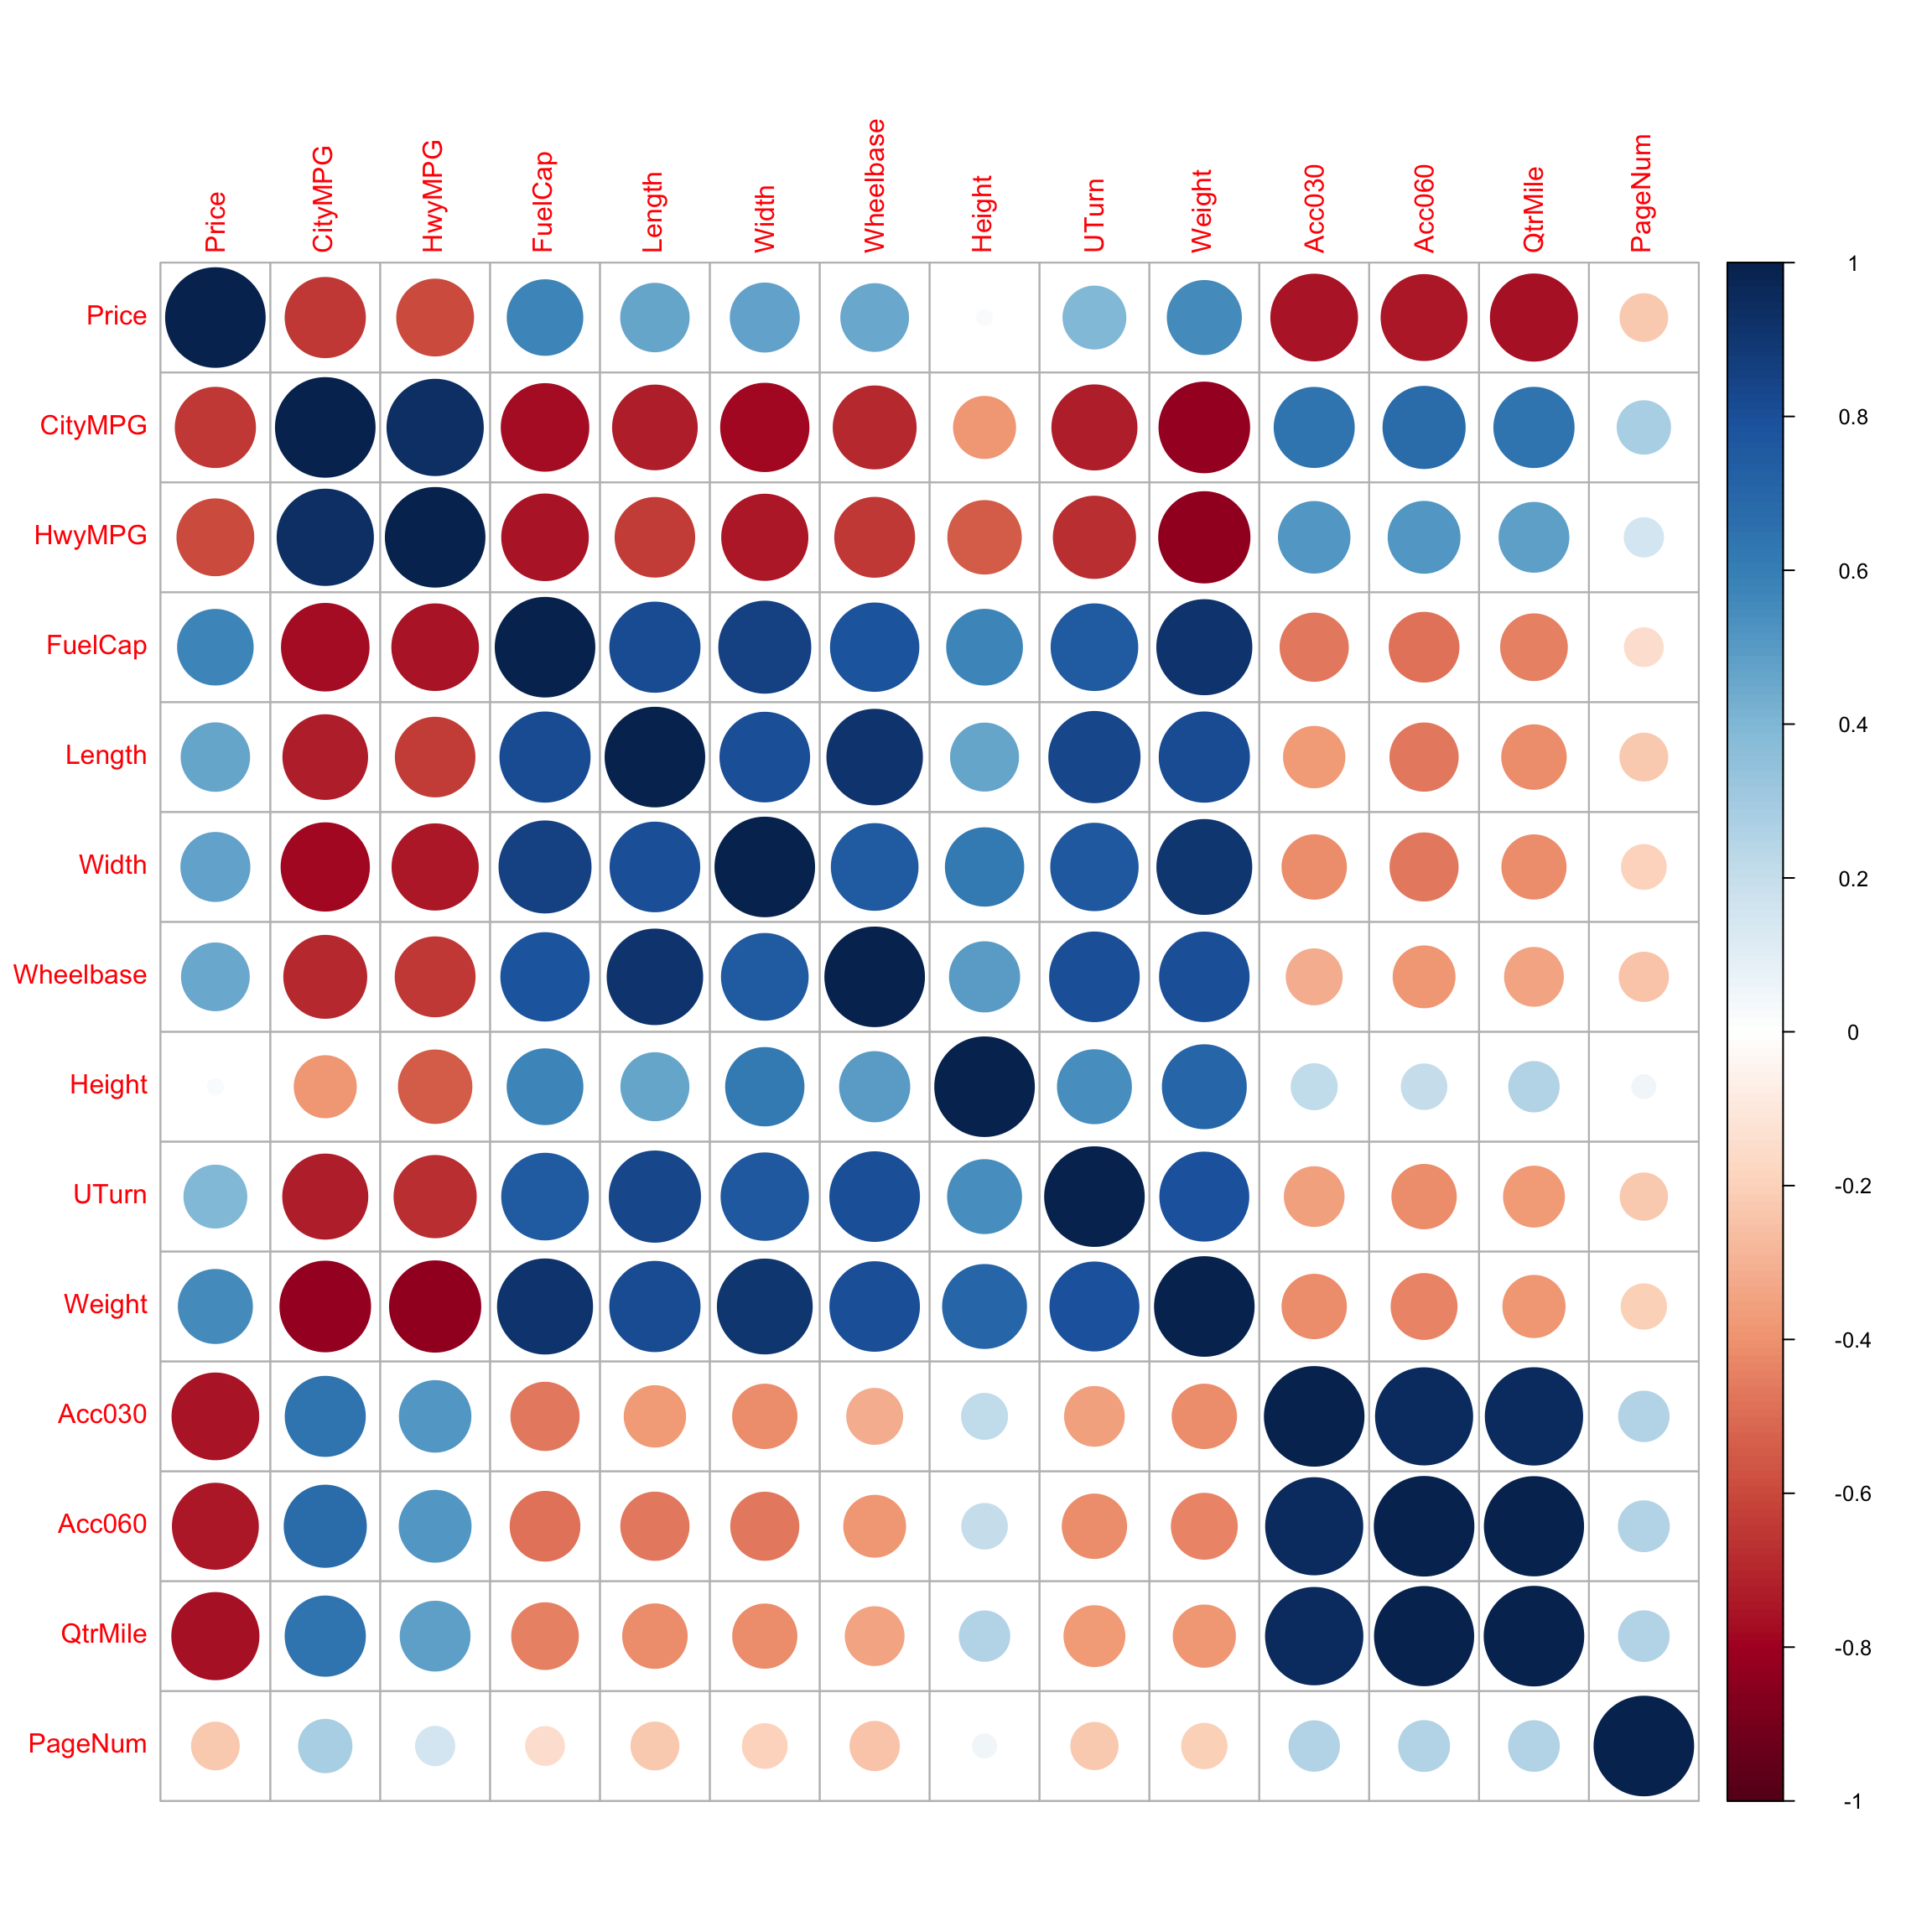 Price
CityMPG
HwyMPG
FuelCap
Length
Width
Wheelbase
Height
UTurn
Weight
Acc030
Acc060
QtrMile
PageNum
Price
CityMPG
HwyMPG
FuelCap
Length
Width
Wheelbase
Height
UTurn
Weight
Acc030
Acc060
QtrMile
PageNum
1
0.8
0.6
0.4
0.2
0
-0.2
-0.4
-0.6
-0.8
-1